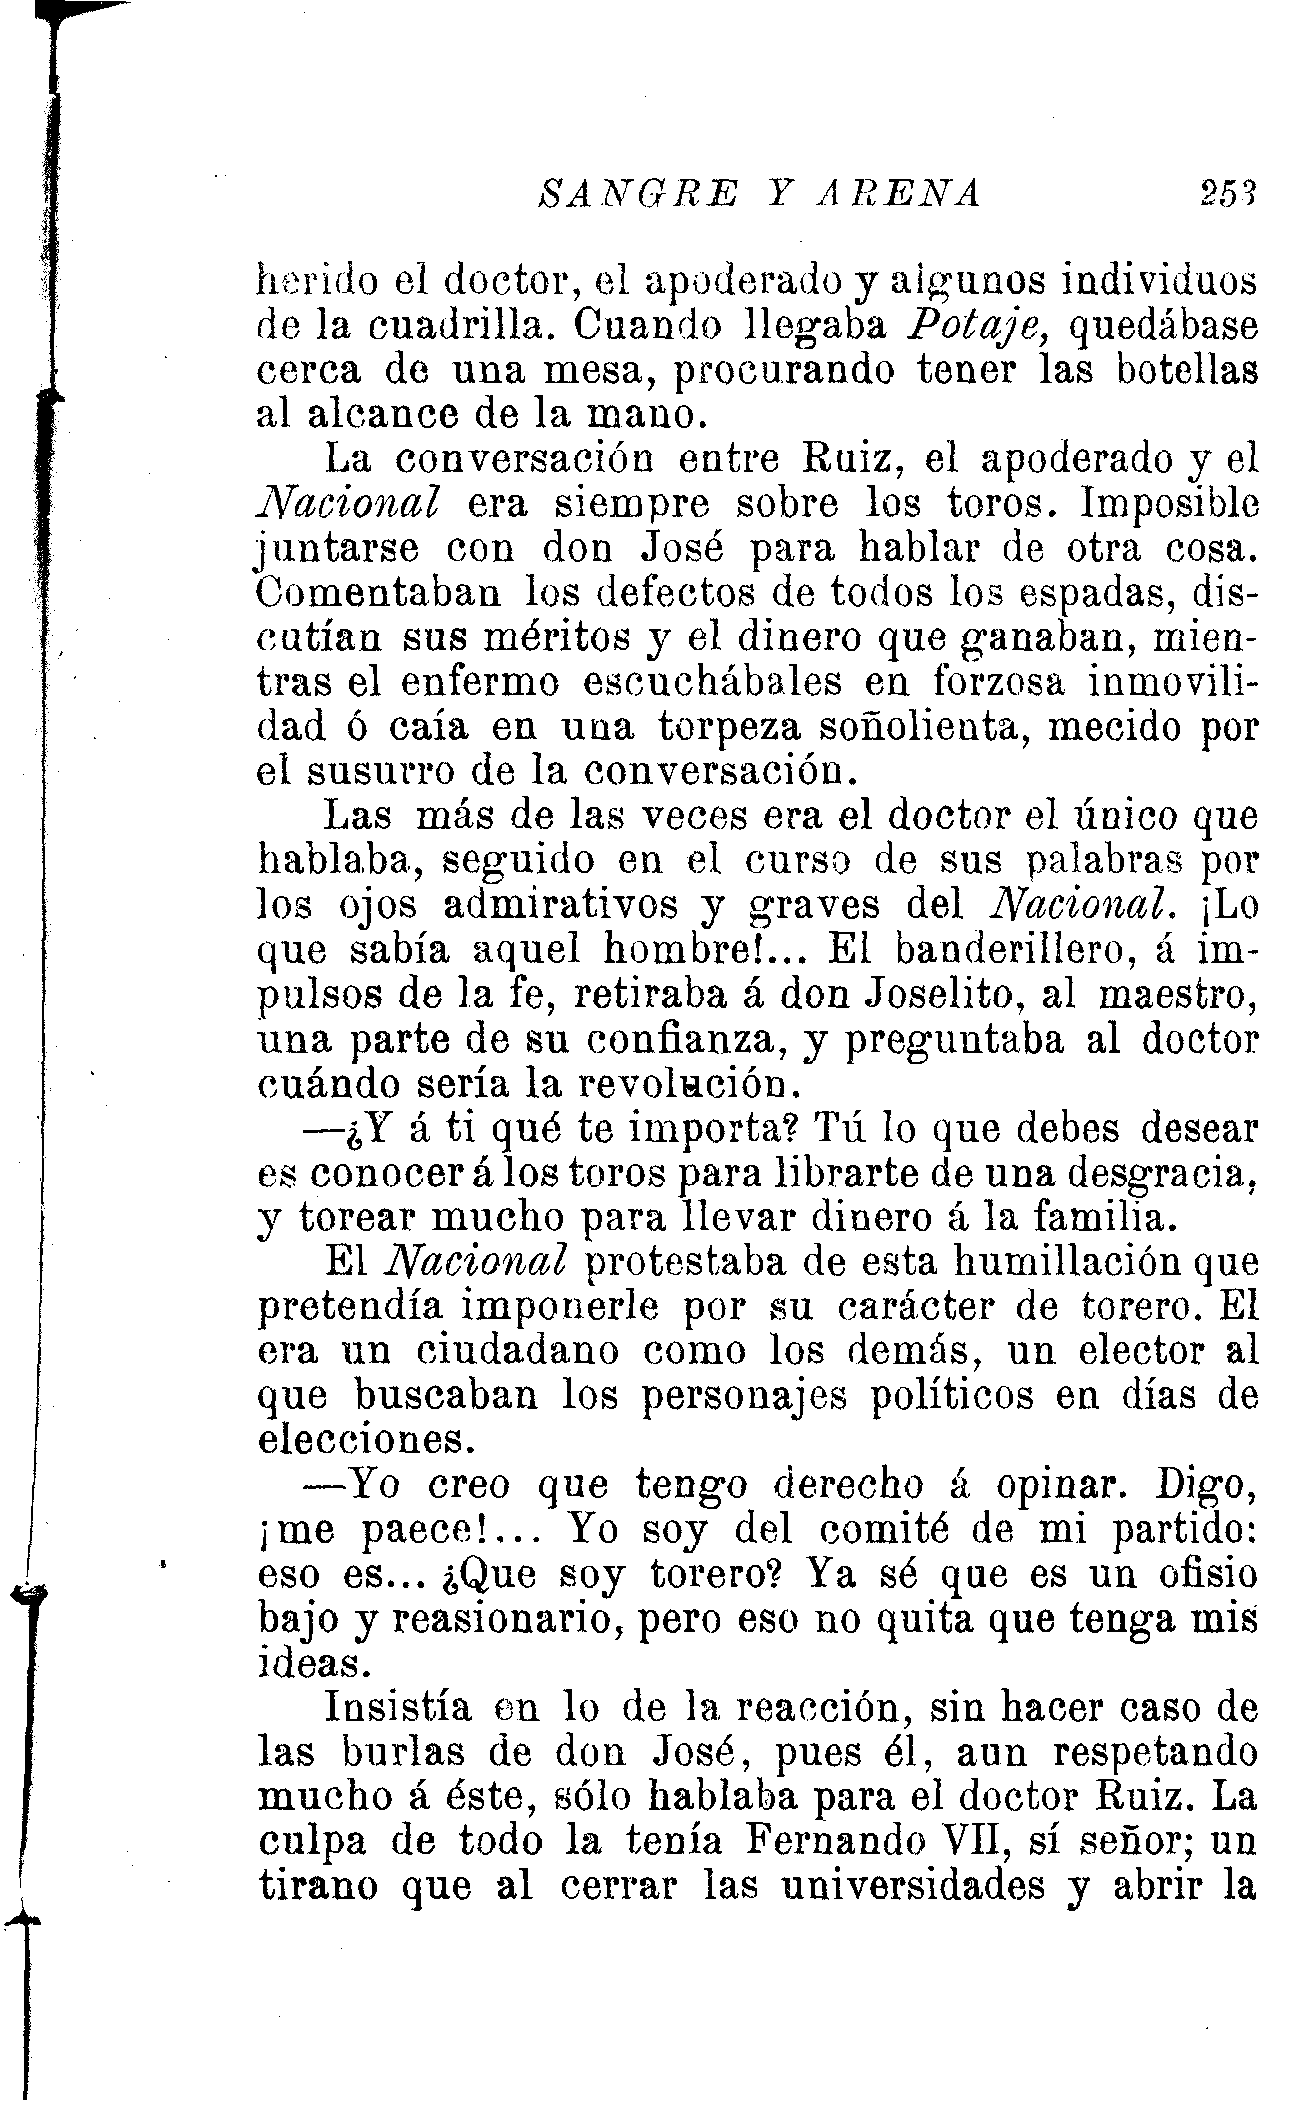 SANGRE Y ARENA 253
herido el doctor, el apoderado y algunos individuos
de la cuadrilla. Cuando llegaba Potaje, quedábase
cerca de una mesa, procurando tener las botellas
al alcance de la mano.
La conversación entre Ruiz, el apoderado y el
Nacional era siempre sobre los toros. Imposible
juntarse con don José para hablar de otra cosa.
Comentaban los defectos de todos los espadas, dis-
cutían sus méritos y el dinero que ganaban, mien-
tras el enfermo escuchábales en forzosa inmovili-
dad ó caía en una torpeza soñolienta, mecido por
el susurro de la conversación.
Las más de las veces era el doctor el único que
hablaba, seguido en el curso de sus palabras por
los ojos admirativos y graves del Nacional. ¡Lo
que sabía aquel hombre!... El banderillero, á im-
pulsos de la fe, retiraba á don Joselito, al maestro,
una parte de su confianza, y preguntaba al doctor
cuándo sería la revolución.
—¿Y á ti qué te importa? Tú lo que debes desear
es conocer á los toros para librarte de una desgracia,
y torear mucho para llevar dinero á la familia.
El Nacional protestaba de esta humillación que
pretendía imponerle por su carácter de torero. El
era un ciudadano como los demás, un elector al
que buscaban los personajes políticos en días de
elecciones.
—Yo creo que tengo derecho á opinar. Digo,
¡me paece!... Yo soy del comité de mi partido:
eso es... ¿Que soy torero? Ya sé que es un ofisio
bajo y reasionario, pero eso no quita que tenga mis
ideas.
Insistía en lo de la reacción, sin hacer caso de
las burlas de don José, pues él, aun respetando
mucho á éste, sólo hablaba para el doctor Ruiz. La
culpa de todo la tenía Fernando VII, sí señor; un
tirano que al cerrar las universidades y abrir la